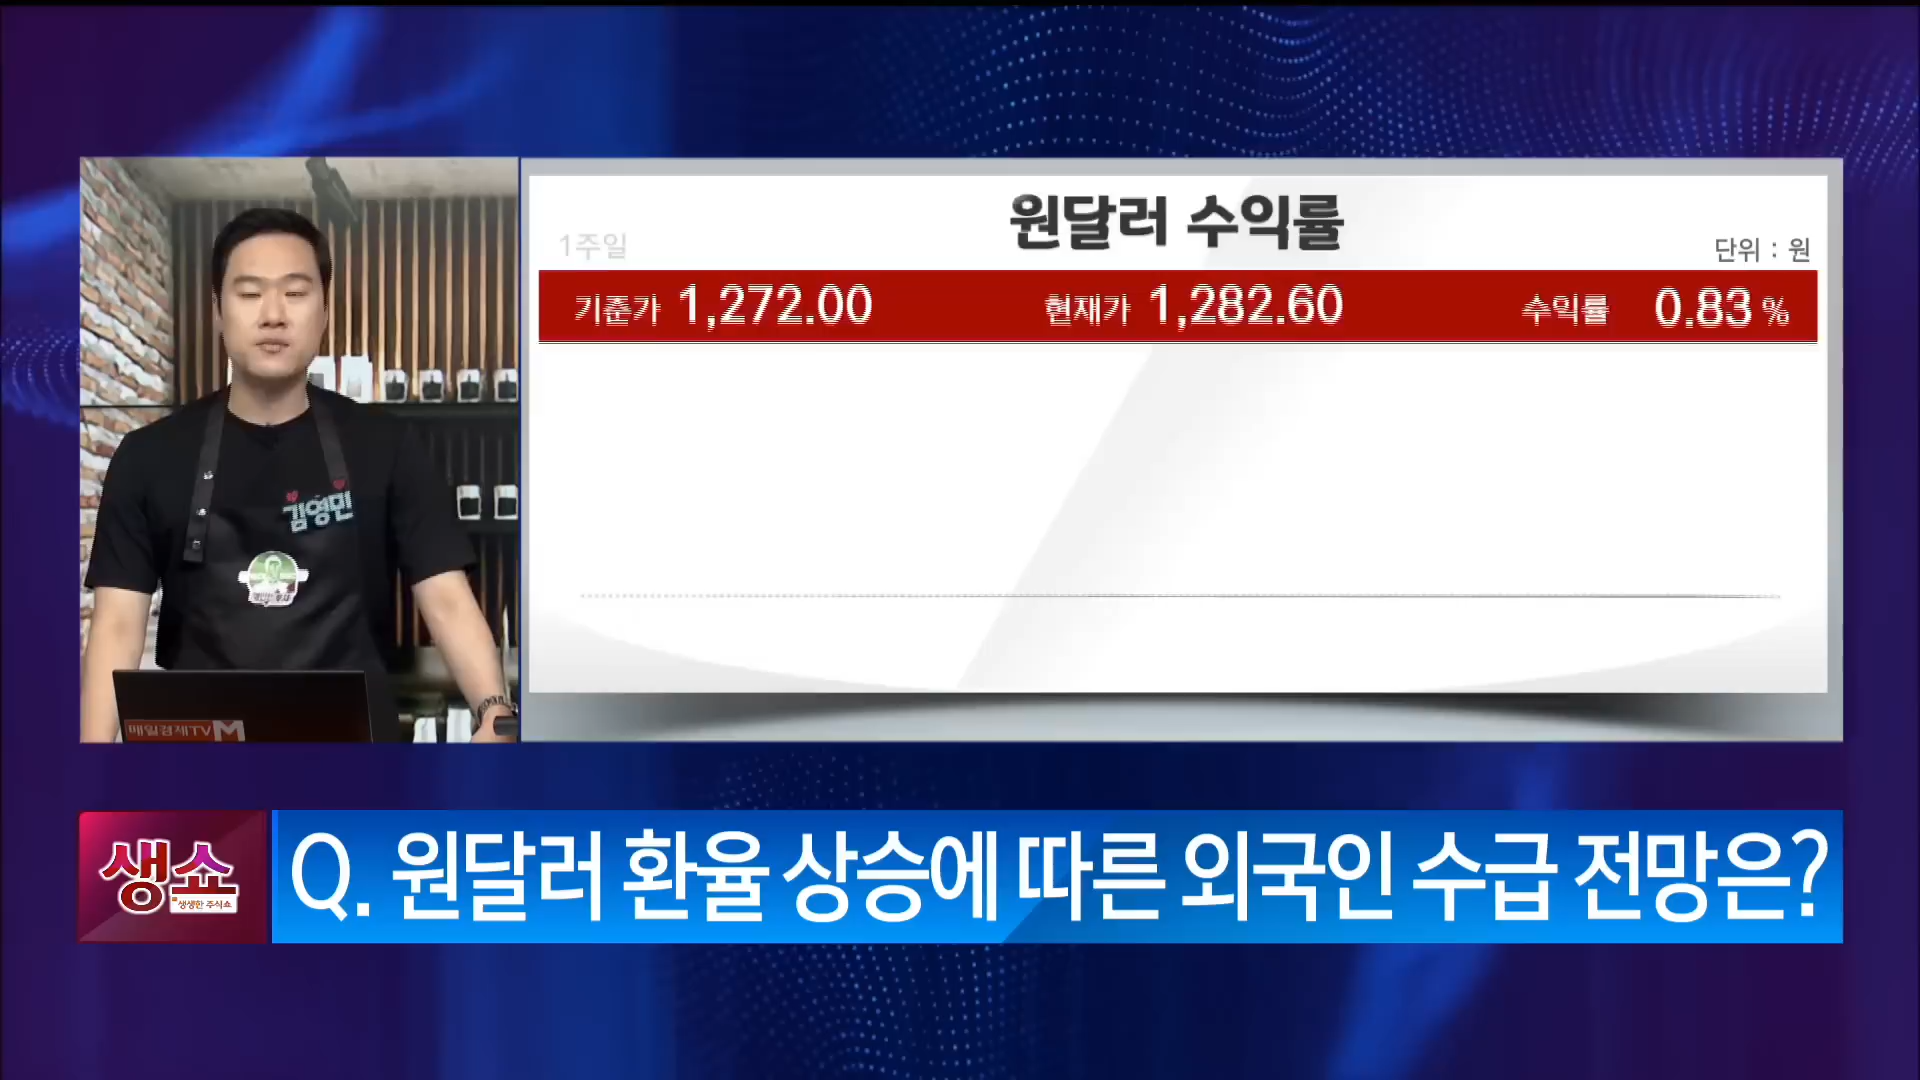 원달러 수익률
1주일
단위 : 원
기준가 1,272.00 현재가 1,282.60 수익률 0.83 %
김영민
매일경제TV M
생쇼
생생한 주식쇼
Q. 원달러 환율 상승에 따른 외국인 수급 전망은?